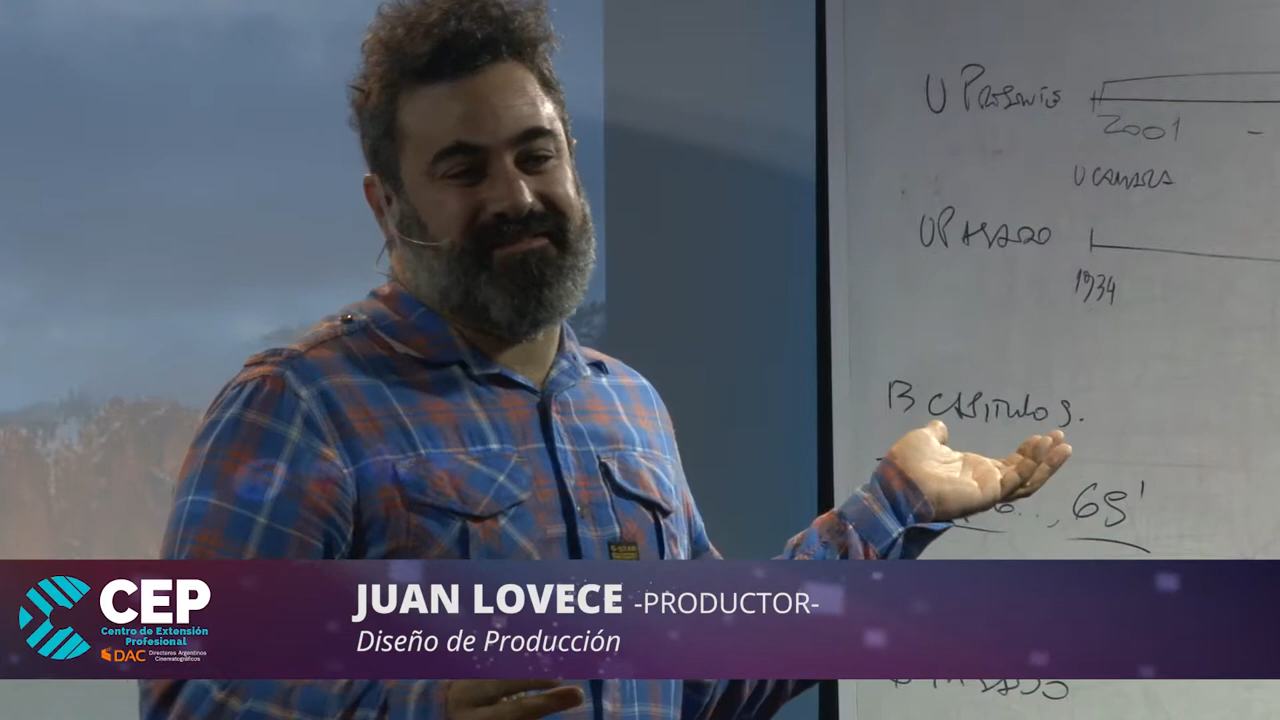 U PRESENTE
2001 -
U CAMARA
U PASADO
1934
13 CAPITULOS.
65'
G-STAR
CEP
Centro de Extensión
Profesional
DAC Directores Argentinos
Cinematográficos
JUAN LOVECE -PRODUCTOR-
Diseño de Producción